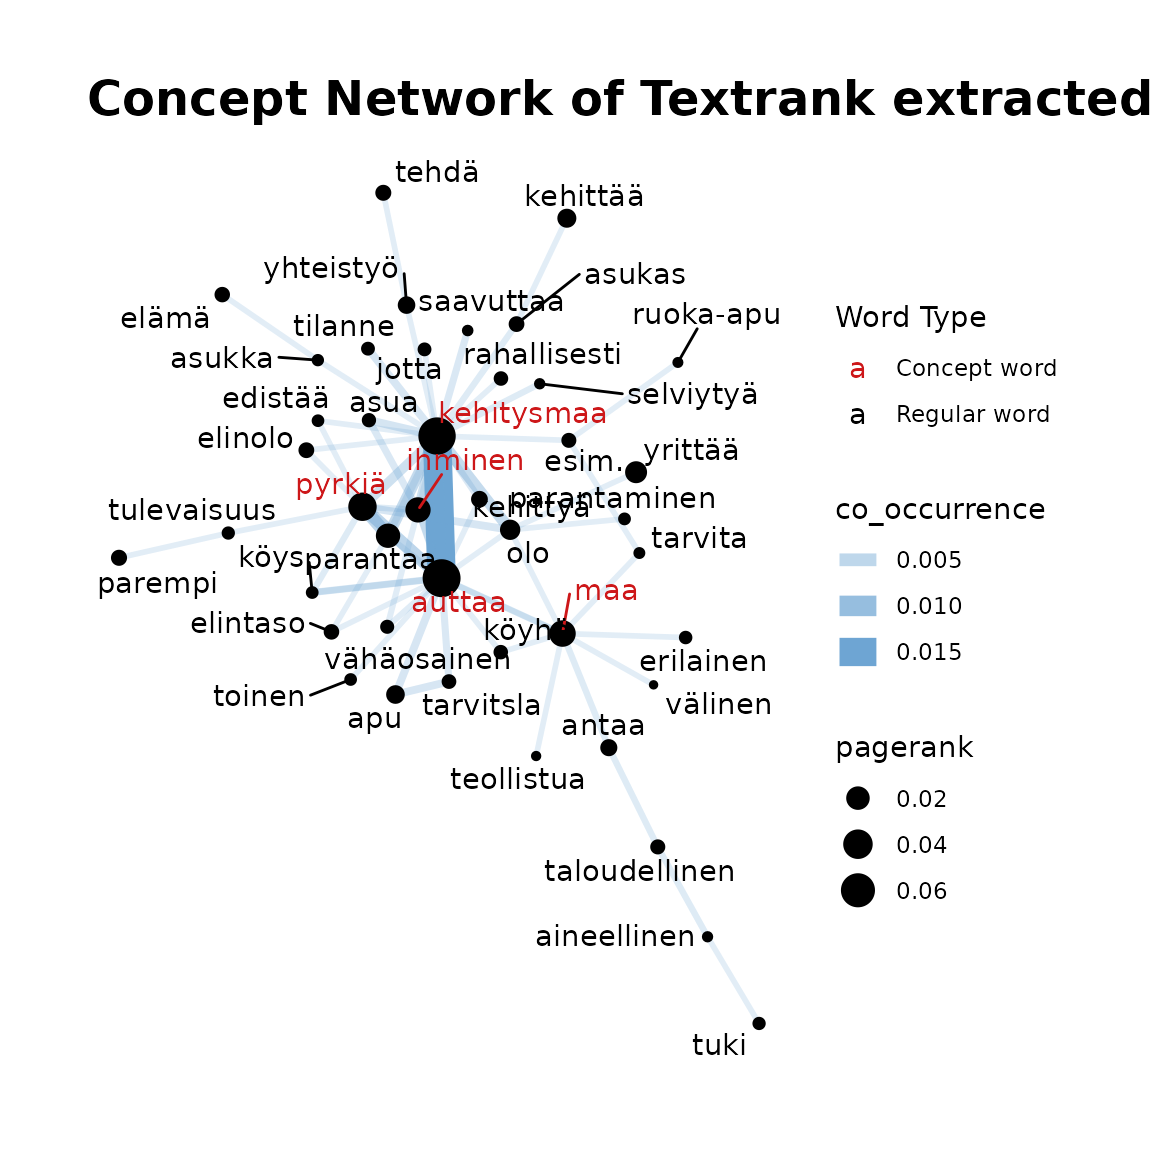 Concept Network of Textrank extracted
tehdä
kehittää
yhteistyö
asukas
saavuttaa
elämä
ruoka-apu
tilanne
asukka
rahallisesti
jotta
edistää
asua
selviytyä
kehitysmaa
elinolo
yrittää
ihminen
esim.
pyrkiä
parantaminen
kehittyä
tulevaisuus
tarvita
olo
köys
parantaa
parempi
maa
auttaa
elintaso
köyhä
vähäosainen
erilainen
toinen
välinen
apu
tarvitsla
antaa
teollistua
taloudellinen
aineellinen
tuki
Word Type
a Concept word
a Regular word
co_occurrence
0.005
0.010
0.015
pagerank
0.02
0.04
0.06